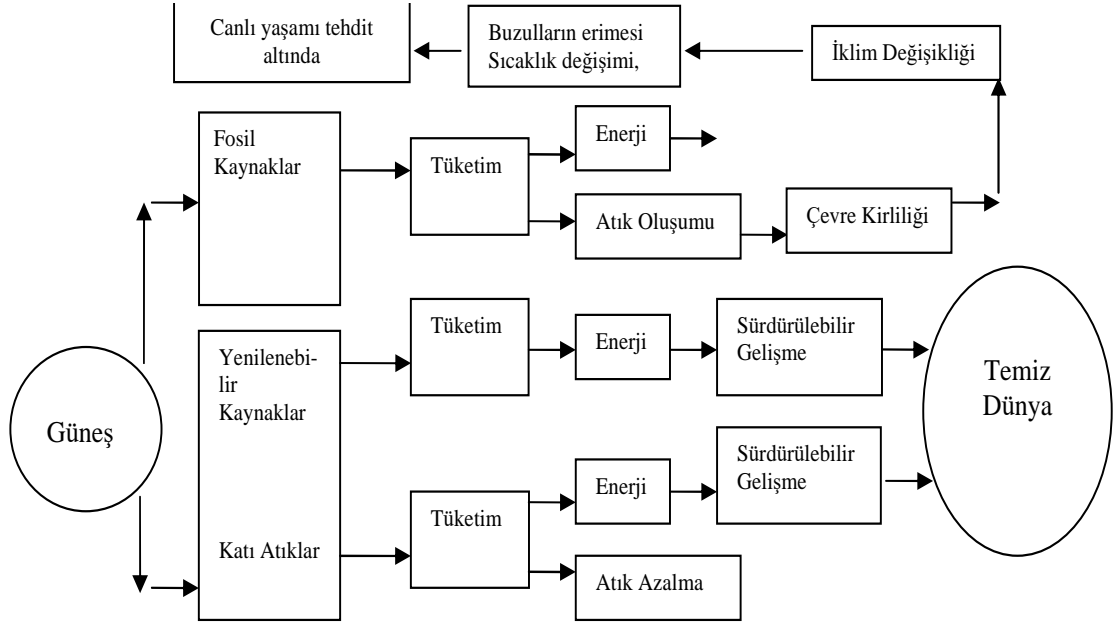 Canlı yaşamı tehdit
altında
Buzulların erimesi
Sıcaklık değişimi,
İklim Değişikliği
Fosil
Kaynaklar
Tüketim
Enerji
Atık Oluşumu
Çevre Kirliliği
Güneş
Yenilenebi-
lir
Kaynaklar
Tüketim
Enerji
Sürdürülebilir
Gelişme
Temiz
Dünya
Katı Atıklar
Tüketim
Enerji
Sürdürülebilir
Gelişme
Atık Azalma